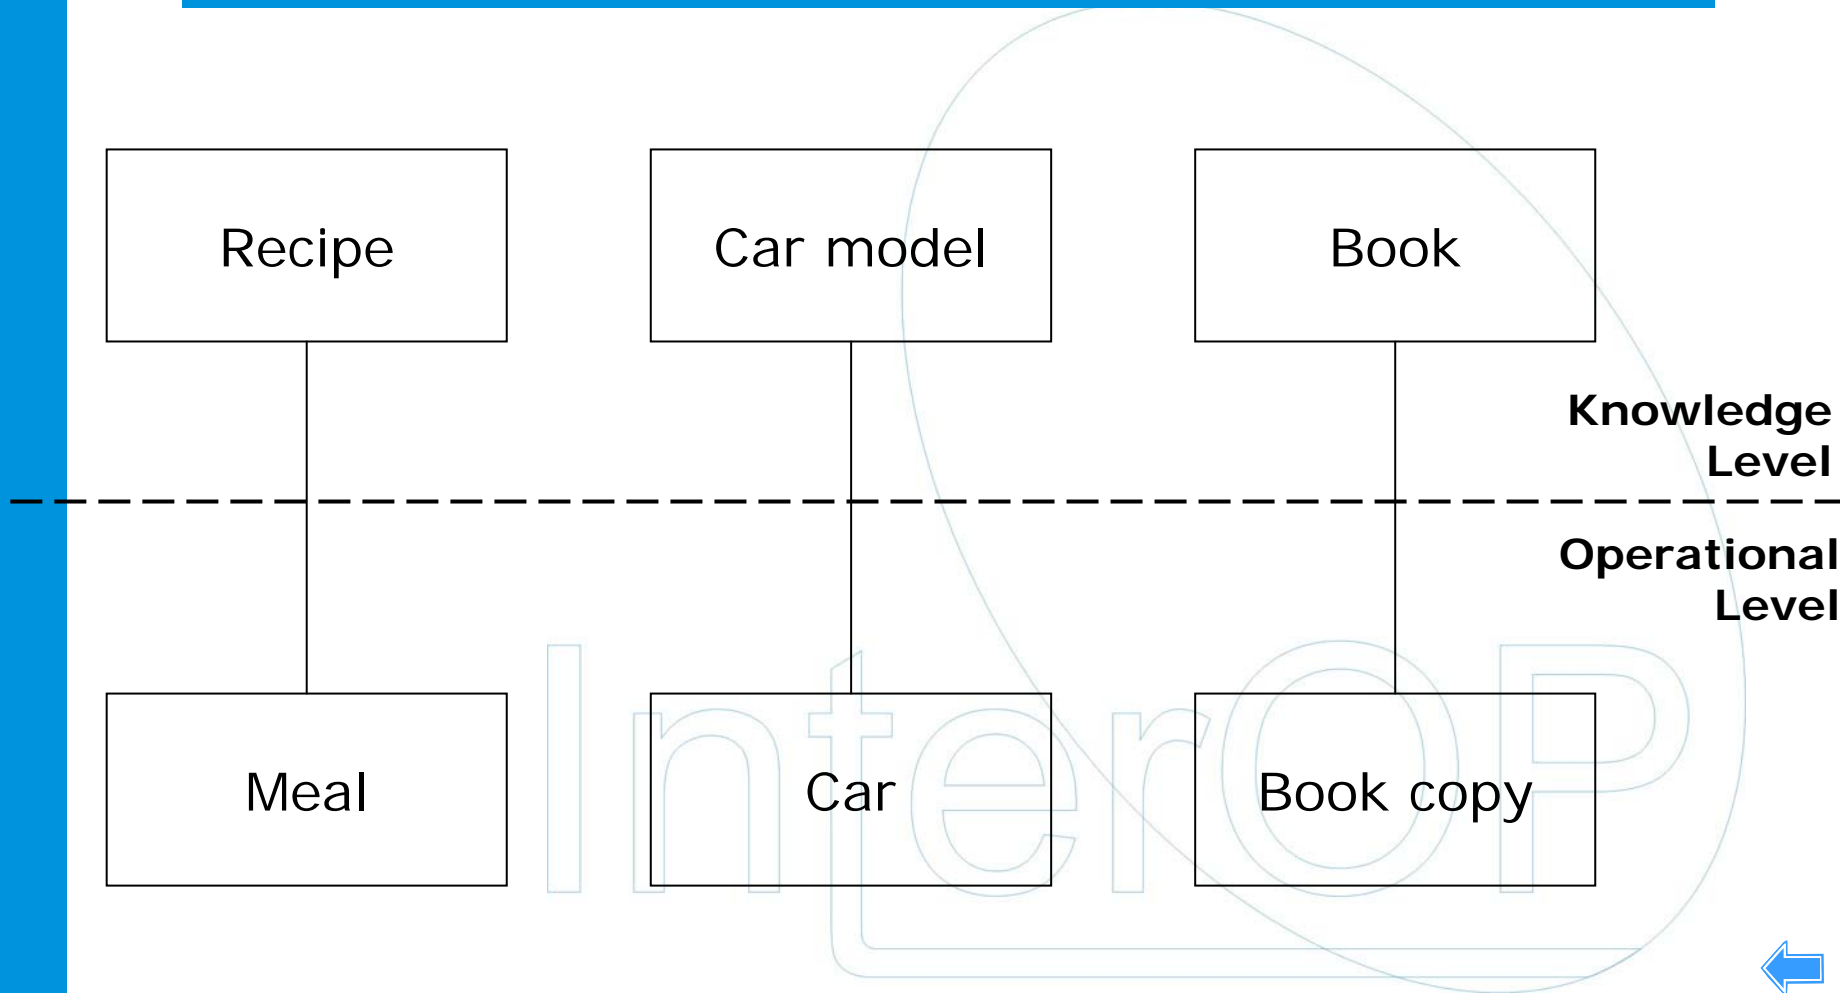 Recipe
Car model
Book
Knowledge
Level
Operational
Level
Meal
Car
Book copy
InterOP